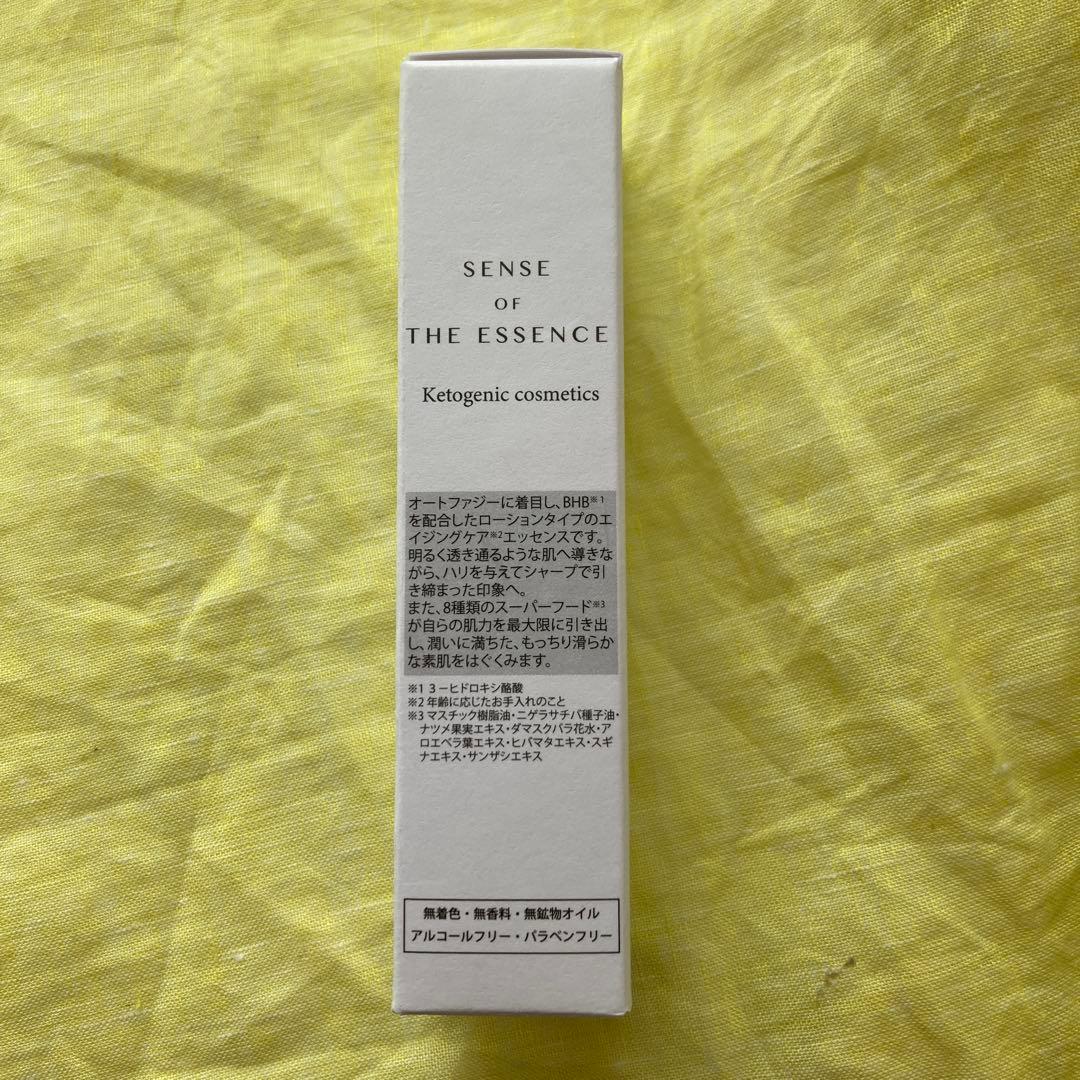 SENSE
OF
THE ESSENCE
Ketogenic cosmetics
オートファジーに着目し、BHB※1
を配合したローションタイプのエ
イジングケア※2エッセンスです。
明るく透き通るような肌へ導きな
がら、ハリを与えてシャープで引
き締まった印象へ。
また、8種類のスーパーフード※3
が自らの肌力を最大限に引き出
し、潤いに満ちた、もっちり滑らか
な素肌をはぐくみます。
※1 3－ヒドロキシ酪酸
※2 年齢に応じたお手入れのこと
※3 マスチック樹脂油・ニゲラサチバ種子油・
ナツメ果実エキス・ダマスクバラ花水・ア
ロエベラ葉エキス・ヒバマタエキス・スギ
ナエキス・サンザシエキス
無着色・無香料・無鉱物オイル
アルコールフリー・パラベンフリー